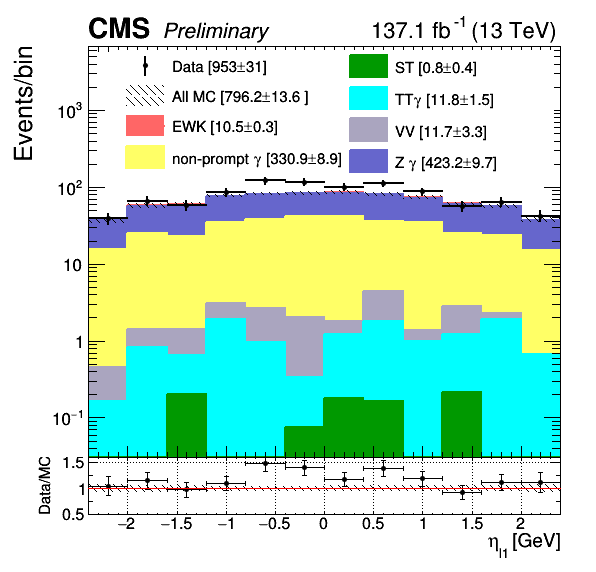 CMS Preliminary 137.1 fb⁻¹ (13 TeV)
Events/bin
Data [953±31]
All MC [796.2±13.6 ]
EWK [10.5±0.3]
non-prompt γ [330.9±8.9]
ST [0.8±0.4]
TTγ [11.8±1.5]
VV [11.7±3.3]
Z γ [423.2±9.7]
10³
10²
10
1
10⁻¹
Data/MC
1.5
1
0.5
−2 −1.5 −1 −0.5 0 0.5 1 1.5 2
η_l1 [GeV]